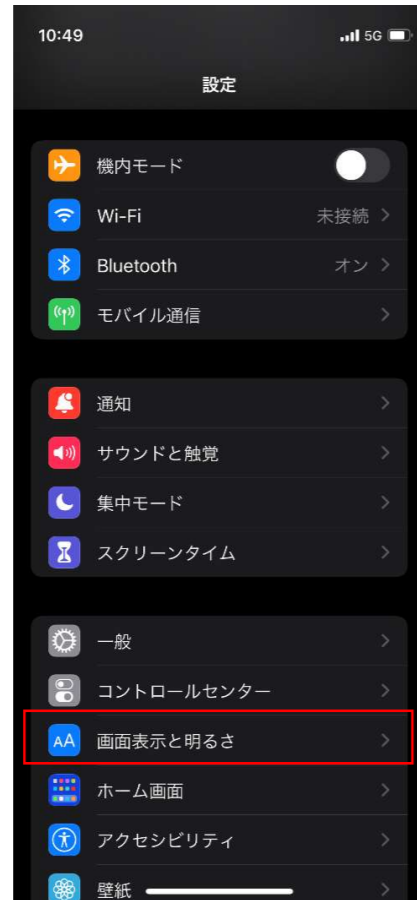 10:49
5G
設定
機内モード
Wi-Fi 未接続
Bluetooth オン
モバイル通信
通知
サウンドと触覚
集中モード
スクリーンタイム
一般
コントロールセンター
AA 画面表示と明るさ
ホーム画面
アクセシビリティ
壁紙